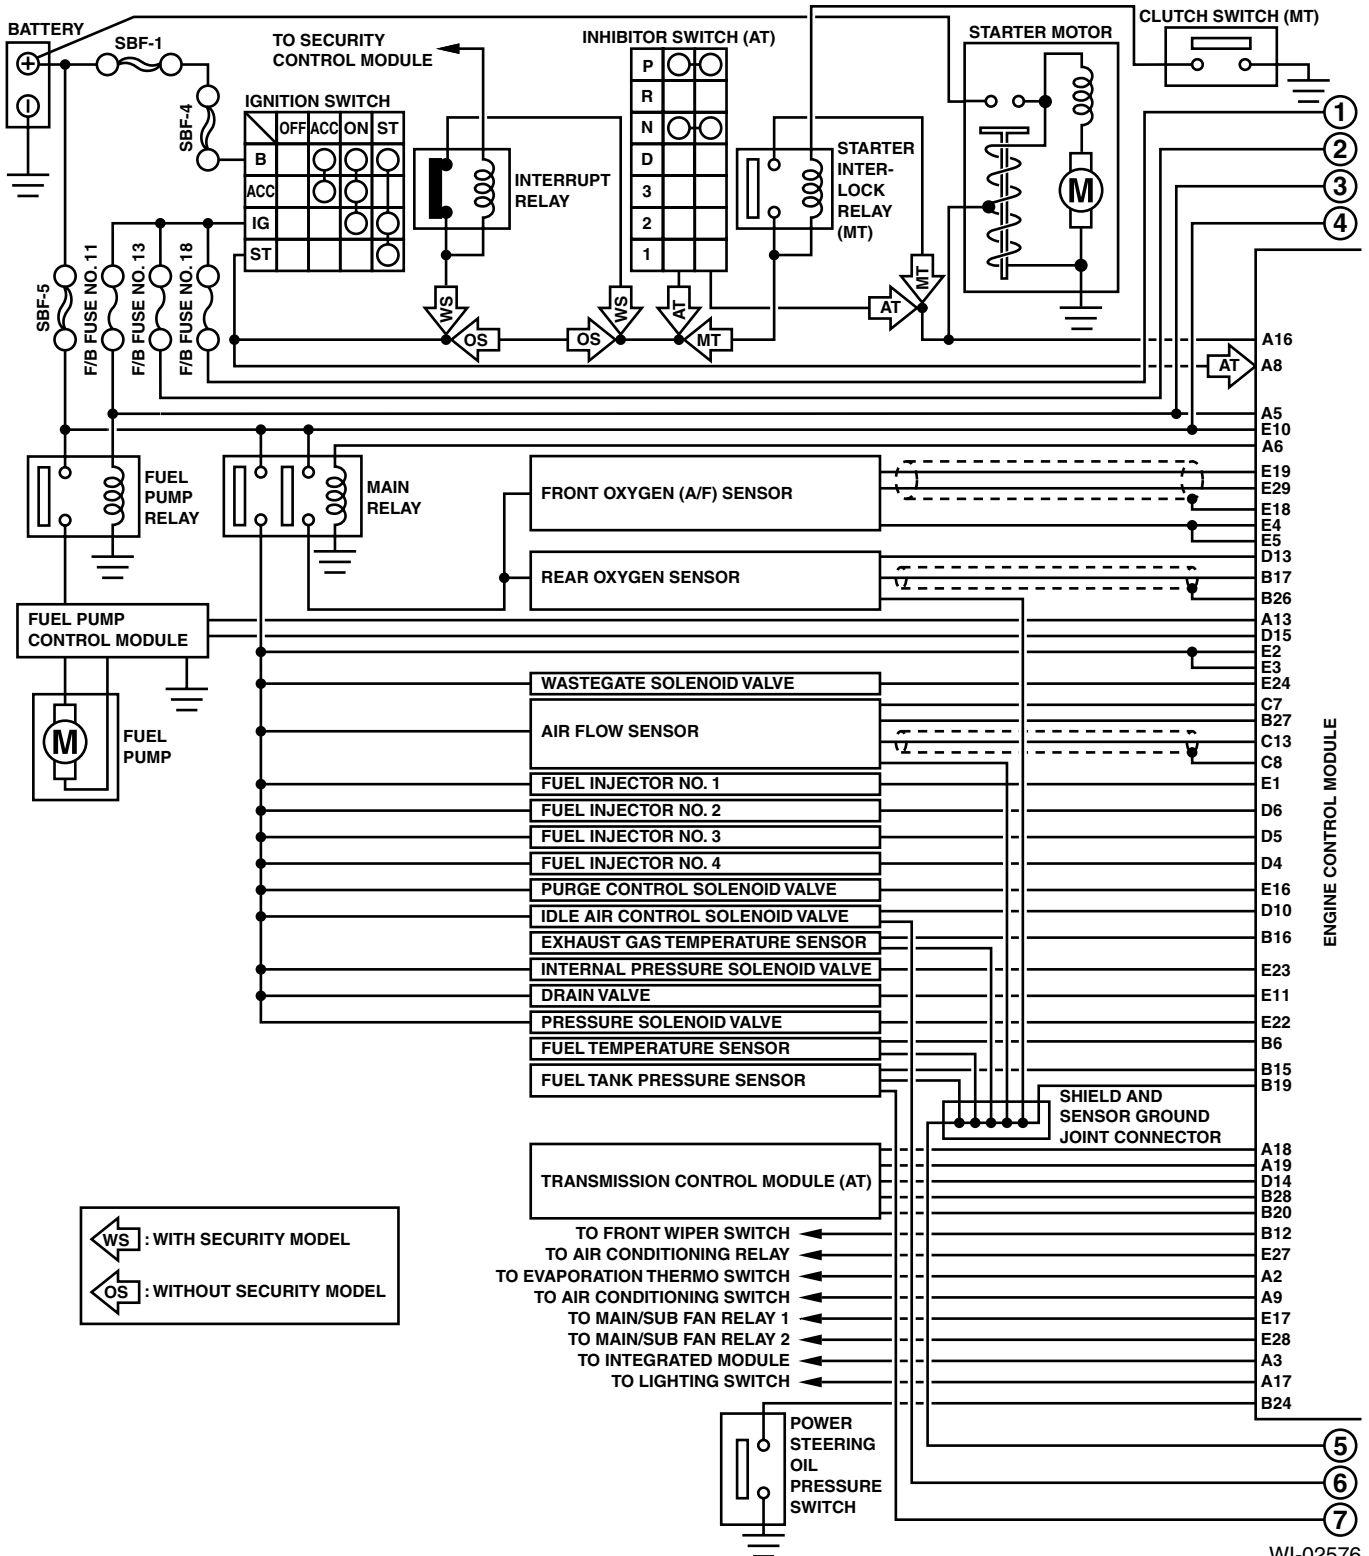 BATTERY
SBF-1
TO SECURITY
CONTROL MODULE
INHIBITOR SWITCH (AT)
STARTER MOTOR
CLUTCH SWITCH (MT)
SBF-4
IGNITION SWITCH
OFF ACC ON ST
B
ACC
IG
ST
INTERRUPT
RELAY
P
R
N
D
3
2
1
STARTER
INTER-
LOCK
RELAY
(MT)
M
1
2
3
4
SBF-5
F/B FUSE NO. 11
F/B FUSE NO. 13
F/B FUSE NO. 18
WS
OS
OS
WS
AT
MT
AT
MT
AT
A16
A8
A5
E10
A6
E19
E29
E18
E4
E5
D13
B17
B26
A13
D15
E2
E3
E24
C7
B27
C13
C8
E1
D6
D5
D4
E16
D10
B16
E23
E11
E22
B6
B15
B19
A18
A19
D14
B28
B20
B12
E27
A2
A9
E17
E28
A3
A17
B24
ENGINE CONTROL MODULE
FUEL
PUMP
RELAY
MAIN
RELAY
FRONT OXYGEN (A/F) SENSOR
REAR OXYGEN SENSOR
FUEL PUMP
CONTROL MODULE
M
FUEL
PUMP
WASTEGATE SOLENOID VALVE
AIR FLOW SENSOR
FUEL INJECTOR NO. 1
FUEL INJECTOR NO. 2
FUEL INJECTOR NO. 3
FUEL INJECTOR NO. 4
PURGE CONTROL SOLENOID VALVE
IDLE AIR CONTROL SOLENOID VALVE
EXHAUST GAS TEMPERATURE SENSOR
INTERNAL PRESSURE SOLENOID VALVE
DRAIN VALVE
PRESSURE SOLENOID VALVE
FUEL TEMPERATURE SENSOR
FUEL TANK PRESSURE SENSOR
SHIELD AND
SENSOR GROUND
JOINT CONNECTOR
TRANSMISSION CONTROL MODULE (AT)
TO FRONT WIPER SWITCH
TO AIR CONDITIONING RELAY
TO EVAPORATION THERMO SWITCH
TO AIR CONDITIONING SWITCH
TO MAIN/SUB FAN RELAY 1
TO MAIN/SUB FAN RELAY 2
TO INTEGRATED MODULE
TO LIGHTING SWITCH
WS : WITH SECURITY MODEL
OS : WITHOUT SECURITY MODEL
POWER
STEERING
OIL
PRESSURE
SWITCH
5
6
7
WI-02576